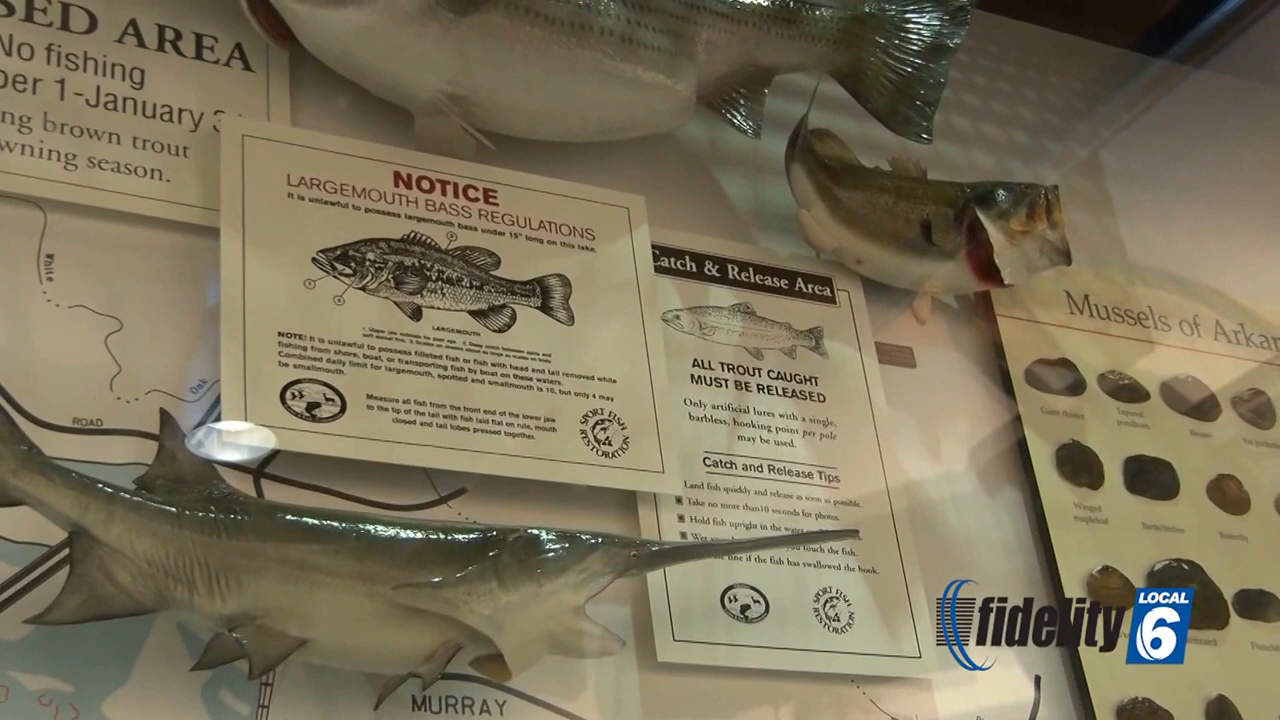 SED AREA
No fishing
ber 1-January
ng brown trout
wning season.
NOTICE
LARGEMOUTH BASS REGULATIONS
It is unlawful to possess largemouth bass under 15" long on this lake.
LARGEMOUTH
NOTE: It is unlawful to possess filleted fish or fish with head and tail removed while
fishing from shore, boat, or transporting fish by boat on these waters.
Combined daily limit for largemouth, spotted and smallmouth is 10, but only 4 may
be smallmouth.
Measure all fish from the front end of the lower jaw
to the tip of the tail with fish laid flat on rule, mouth
closed and tail lobes pressed together.
SPORT FISH
RESTORATION
Catch & Release Area
ALL TROUT CAUGHT
MUST BE RELEASED
Only artificial lures with a single,
barbless, hooking point per pole
may be used.
Catch and Release Tips
Land fish quickly and release as soon as possible.
Take no more than 10 seconds for photos.
Hold fish upright in the water
Wet you touch the fish.
line if the fish has swallowed the hook.
SPORT FISH
RESTORATION
Mussels of Arkan
Winged
mapleleaf
Butterfly
White
Oak
ROAD
MURRAY
fidelity LOCAL 6